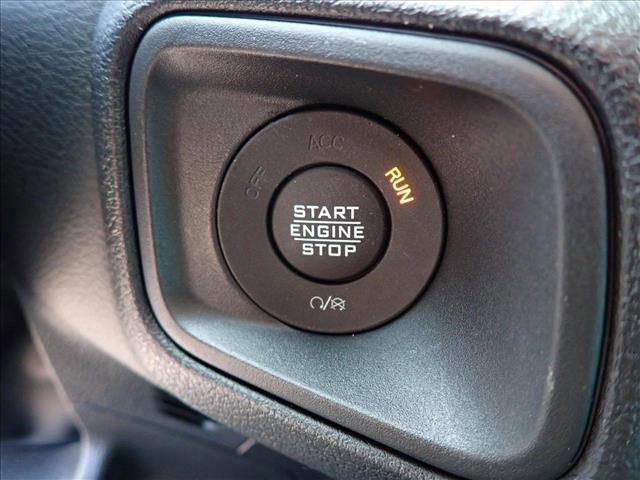 ACC
OFF
RUN
START
ENGINE
STOP